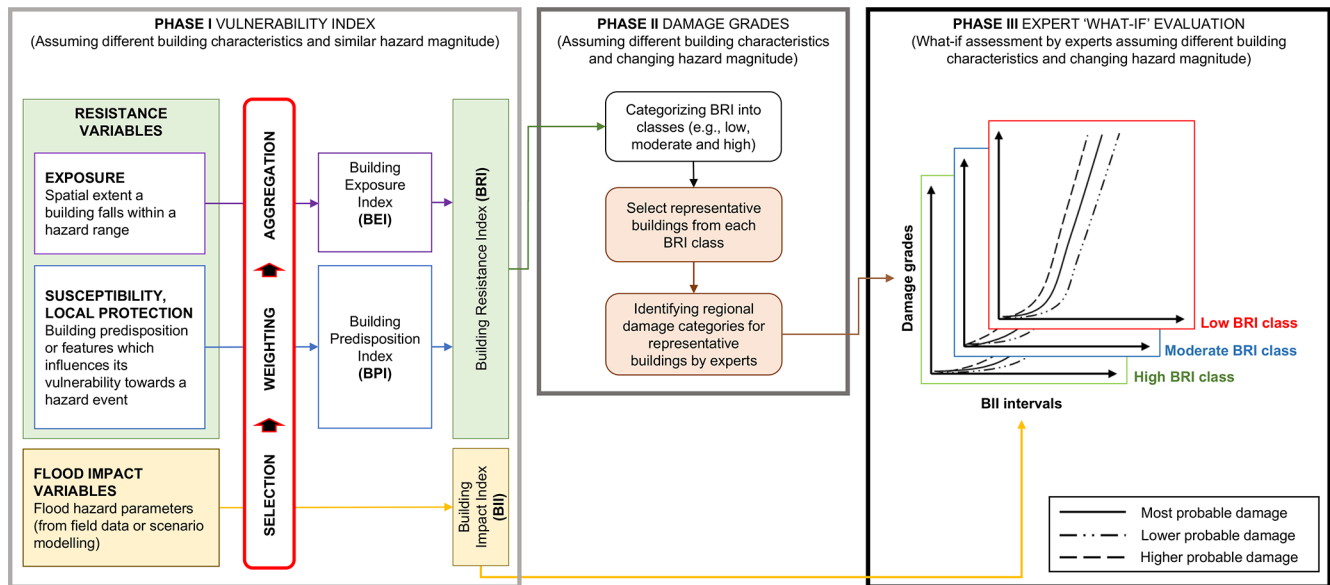 PHASE I VULNERABILITY INDEX
(Assuming different building characteristics and similar hazard magnitude)
RESISTANCE
VARIABLES
EXPOSURE
Spatial extent a
building falls within a
hazard range
SUSCEPTIBILITY,
LOCAL PROTECTION
Building predisposition
or features which
influences its
vulnerability towards a
hazard event
FLOOD IMPACT
VARIABLES
Flood hazard parameters
(from field data or scenario
modelling)
SELECTION
WEIGHTING
AGGREGATION
Building
Exposure
Index
(BEI)
Building
Predisposition
Index
(BPI)
Building Resistance Index (BRI)
Building
Impact Index
(BII)
PHASE II DAMAGE GRADES
(Assuming different building characteristics
and changing hazard magnitude)
Categorizing BRI into
classes (e.g., low,
moderate and high)
Select representative
buildings from each
BRI class
Identifying regional
damage categories for
representative
buildings by experts
PHASE III EXPERT ‘WHAT-IF’ EVALUATION
(What-if assessment by experts assuming different building
characteristics and changing hazard magnitude)
Damage grades
Low BRI class
Moderate BRI class
High BRI class
BII intervals
Most probable damage
Lower probable damage
Higher probable damage